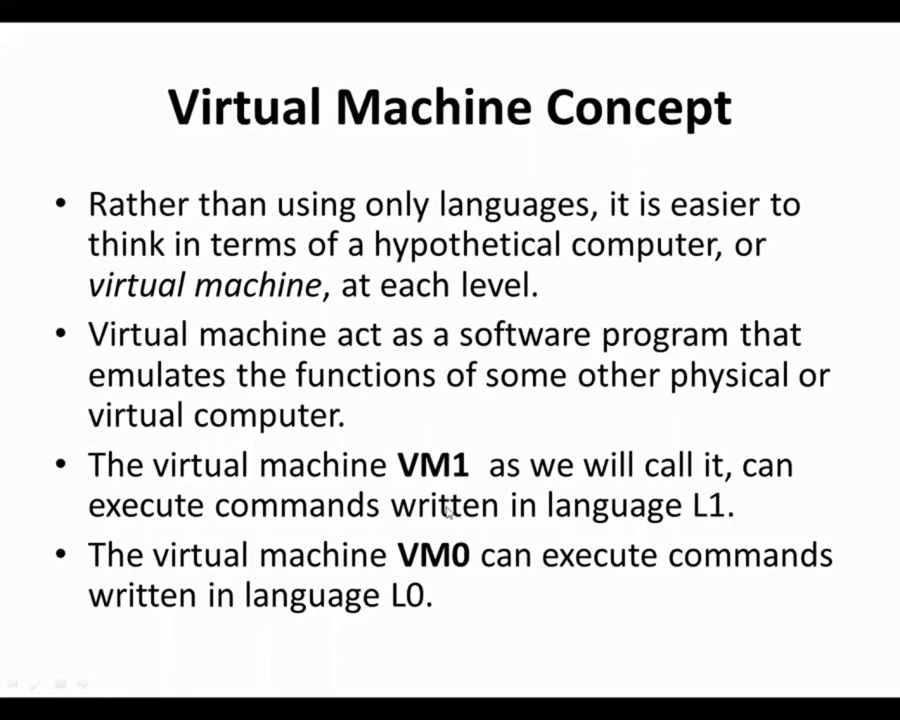 Virtual Machine Concept
• Rather than using only languages, it is easier to
think in terms of a hypothetical computer, or
virtual machine, at each level.
• Virtual machine act as a software program that
emulates the functions of some other physical or
virtual computer.
• The virtual machine VM1 as we will call it, can
execute commands written in language L1.
• The virtual machine VM0 can execute commands
written in language L0.